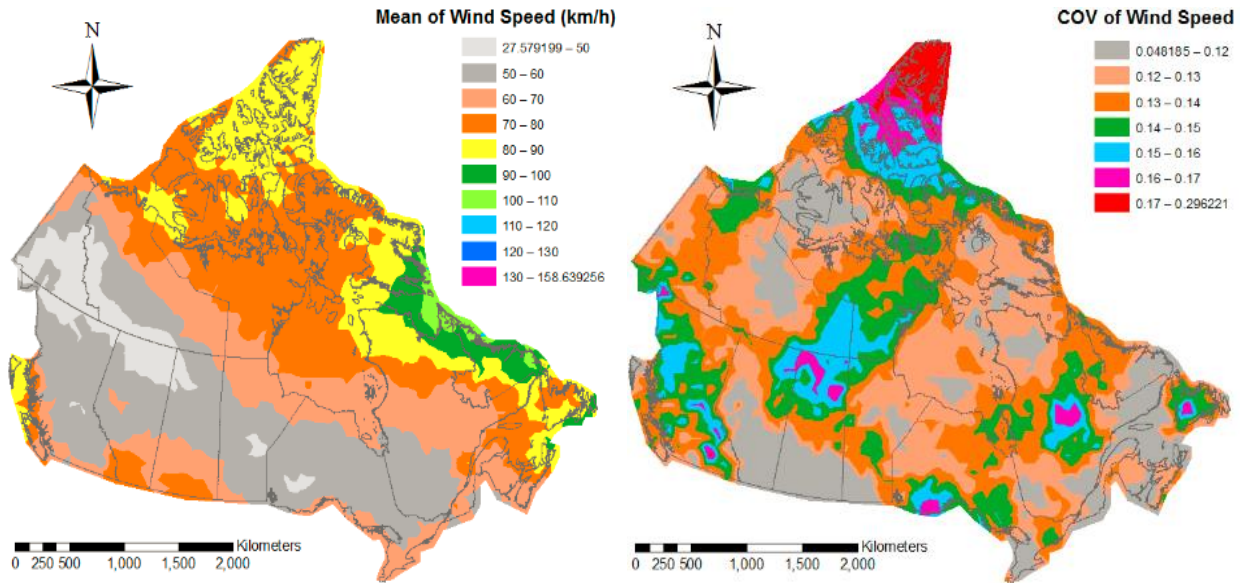 Mean of Wind Speed (km/h)
N
27.579199 – 50
50 – 60
60 – 70
70 – 80
80 – 90
90 – 100
100 – 110
110 – 120
120 – 130
130 – 158.639256
Kilometers
0 250 500 1,000 1,500 2,000
COV of Wind Speed
N
0.048185 – 0.12
0.12 – 0.13
0.13 – 0.14
0.14 – 0.15
0.15 – 0.16
0.16 – 0.17
0.17 – 0.296221
Kilometers
0 250 500 1,000 1,500 2,000